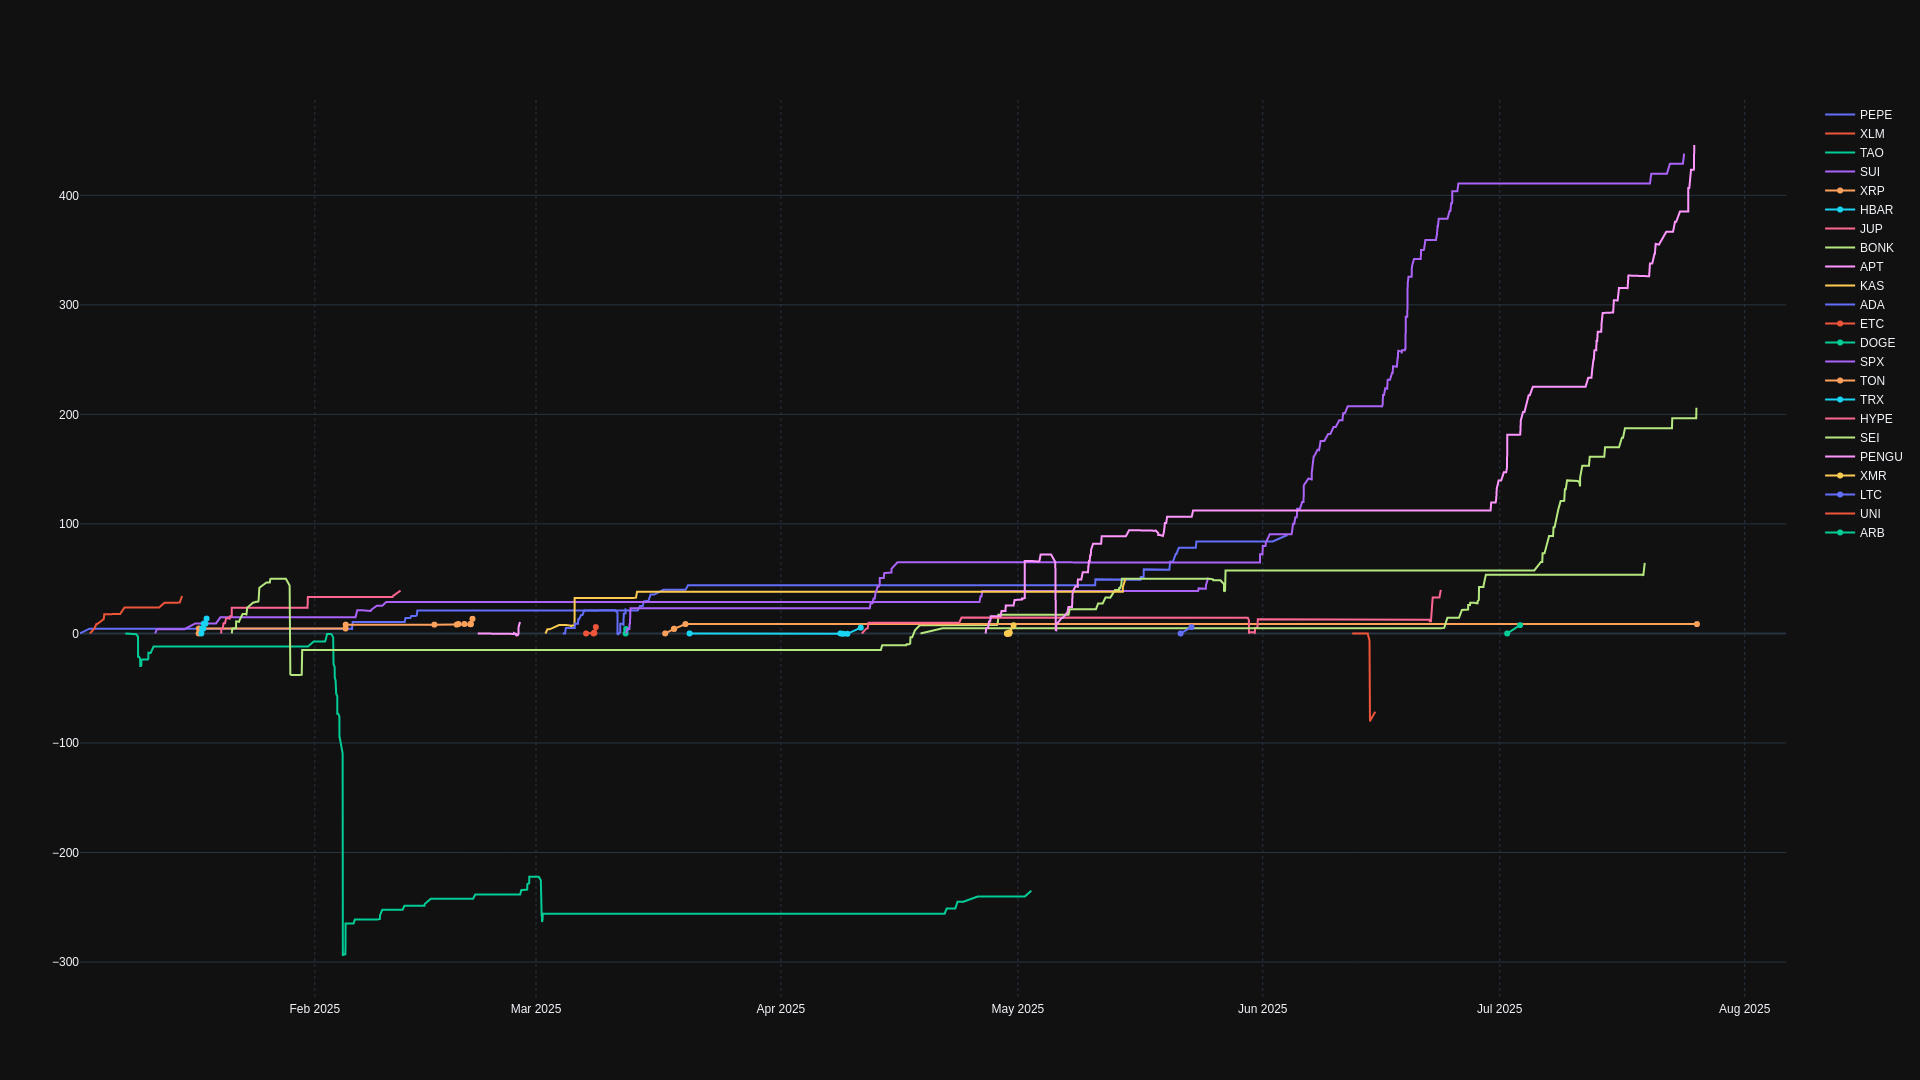 400
300
200
100
0
−100
−200
−300
Feb 2025
Mar 2025
Apr 2025
May 2025
Jun 2025
Jul 2025
Aug 2025
PEPE
XLM
TAO
SUI
XRP
HBAR
JUP
BONK
APT
KAS
ADA
ETC
DOGE
SPX
TON
TRX
HYPE
SEI
PENGU
XMR
LTC
UNI
ARB